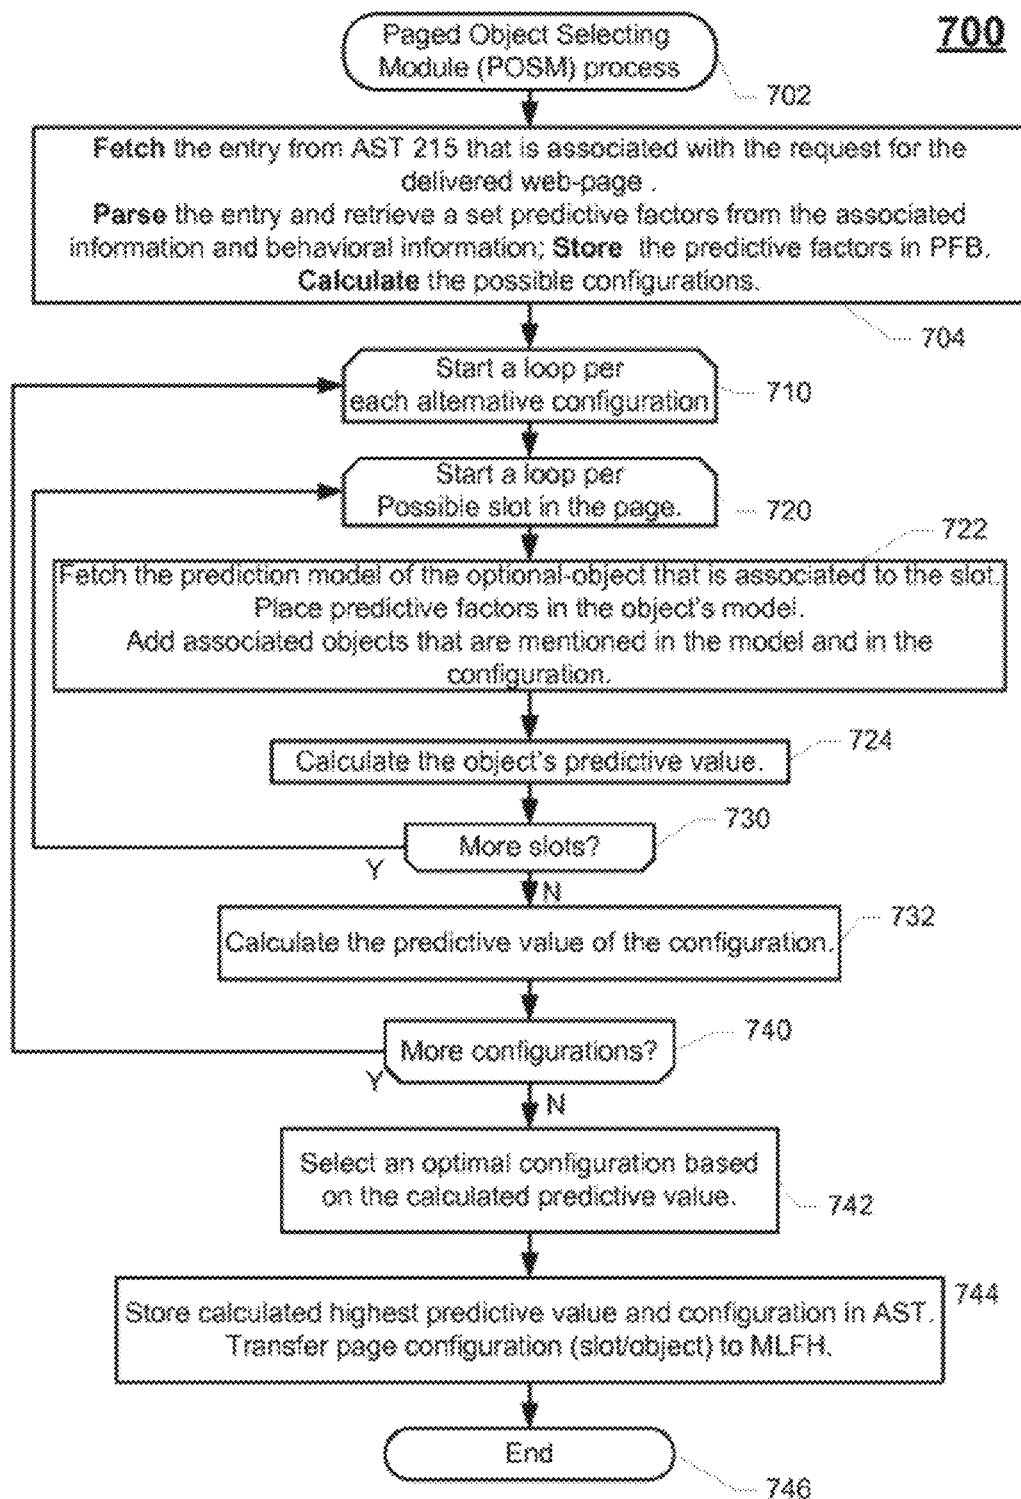 700
Paged Object Selecting
Module (POSM) process
702
Fetch the entry from AST 215 that is associated with the request for the
delivered web-page .
Parse the entry and retrieve a set predictive factors from the associated
information and behavioral information; Store the predictive factors in PFB.
Calculate the possible configurations.
704
Start a loop per
each alternative configuration
710
Start a loop per
Possible slot in the page.
720
722
Fetch the prediction model of the optional-object that is associated to the slot.
Place predictive factors in the object's model.
Add associated objects that are mentioned in the model and in the
configuration.
724
Calculate the object's predictive value.
730
More slots?
Y
N
732
Calculate the predictive value of the configuration.
740
More configurations?
Y
N
Select an optimal configuration based
on the calculated predictive value.
742
744
Store calculated highest predictive value and configuration in AST.
Transfer page configuration (slot/object) to MLFH.
End
746